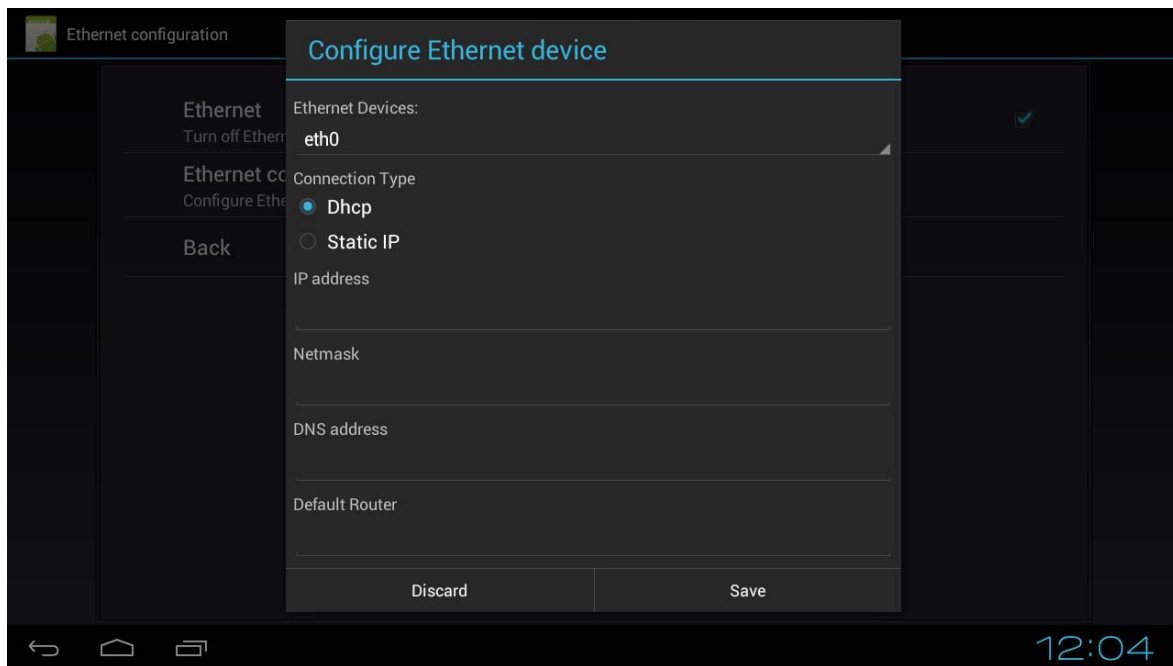 Ethernet configuration
Configure Ethernet device
Ethernet
Turn off Ethern
Ethernet Devices:
eth0
Ethernet co
Configure Ethe
Connection Type
Dhcp
Static IP
Back
IP address
Netmask
DNS address
Default Router
Discard
Save
12:04